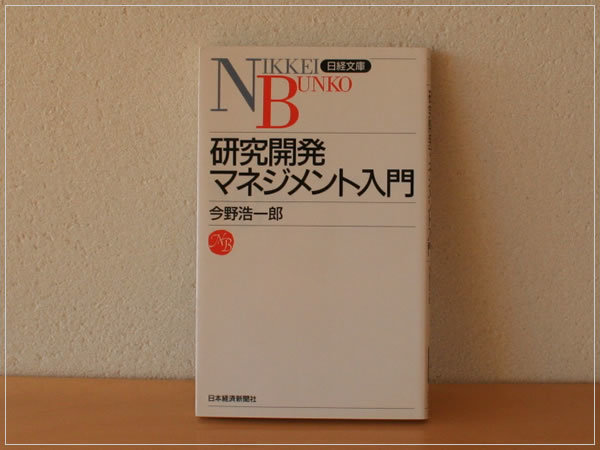 NIKKEI 日経文庫
BUNKO
研究開発
マネジメント入門
今野浩一郎
NB
日本経済新聞社